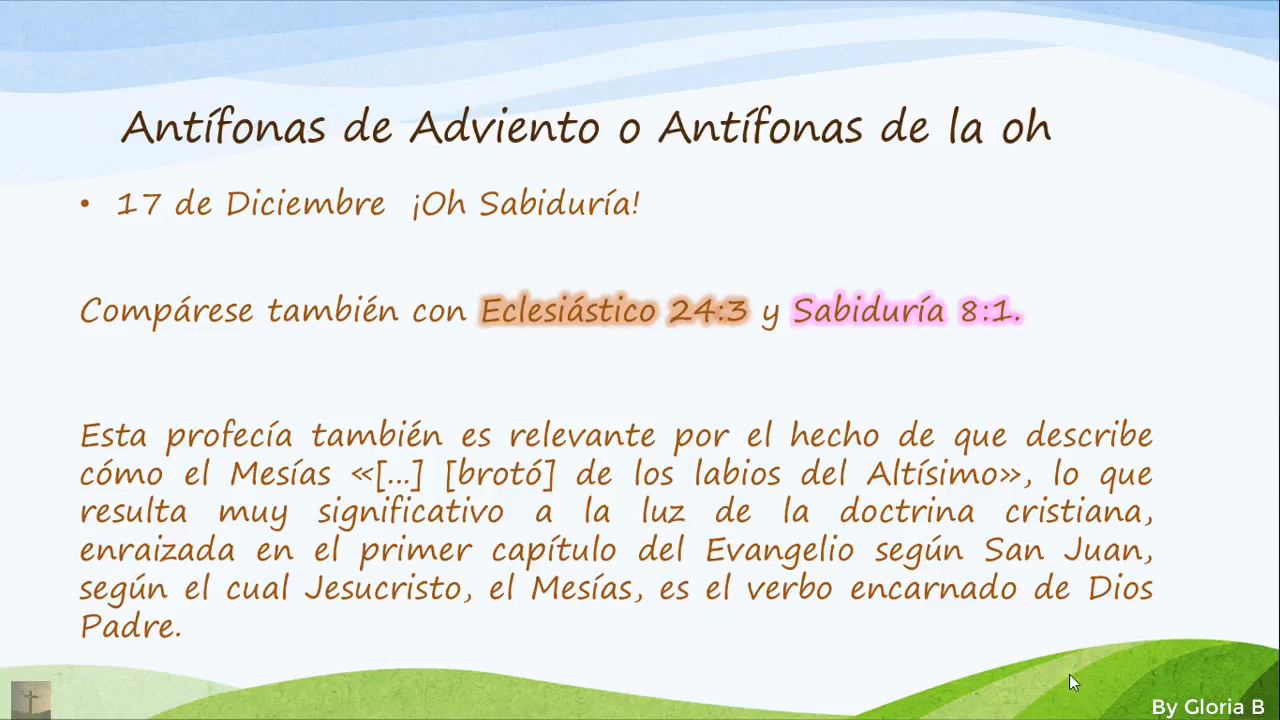 Antífonas de Adviento o Antífonas de la oh
• 17 de Diciembre ¡Oh Sabiduría!
Compárese también con Eclesiástico 24:3 y Sabiduría 8:1.
Esta profecía también es relevante por el hecho de que describe
cómo el Mesías «[...] [brotó] de los labios del Altísimo», lo que
resulta muy significativo a la luz de la doctrina cristiana,
enraizada en el primer capítulo del Evangelio según San Juan,
según el cual Jesucristo, el Mesías, es el verbo encarnado de Dios
Padre.
By Gloria B